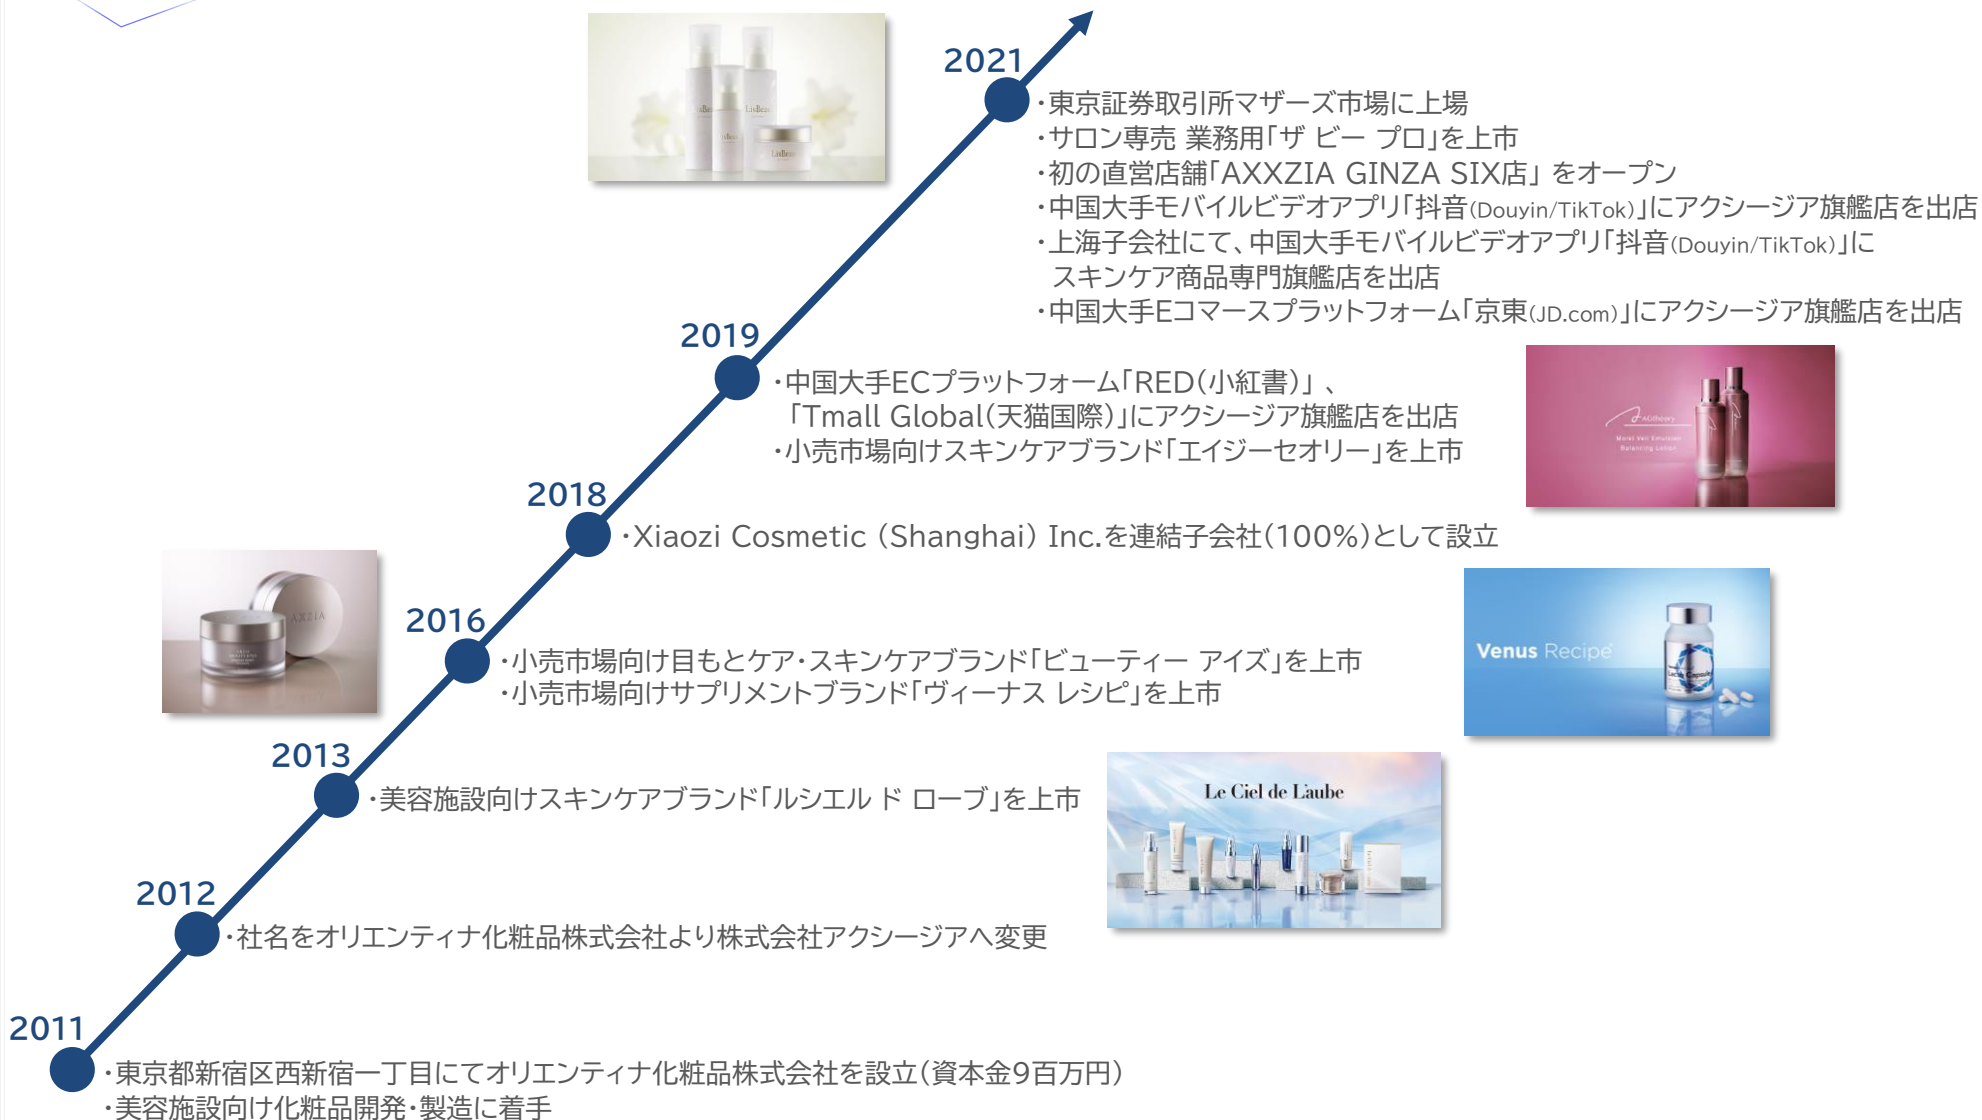 2021
・東京証券取引所マザーズ市場に上場
・サロン専売 業務用「ザ ビー プロ」を上市
・初の直営店舗「AXXZIA GINZA SIX店」 をオープン
・中国大手モバイルビデオアプリ「抖音(Douyin/TikTok)」にアクシージア旗艦店を出店
・上海子会社にて、中国大手モバイルビデオアプリ「抖音(Douyin/TikTok)」に
スキンケア商品専門旗艦店を出店
・中国大手Eコマースプラットフォーム「京東(JD.com)」にアクシージア旗艦店を出店
2019
・中国大手ECプラットフォーム「RED(小紅書)」 、
「Tmall Global(天猫国際)」にアクシージア旗艦店を出店
・小売市場向けスキンケアブランド「エイジーセオリー」を上市
AGtheory
Moist Veil Emulsion
Balancing Lotion
2018
・Xiaozi Cosmetic (Shanghai) Inc.を連結子会社(100%)として設立
AXZIA
2016
・小売市場向け目もとケア・スキンケアブランド「ビューティー アイズ」を上市
・小売市場向けサプリメントブランド「ヴィーナス レシピ」を上市
Venus Recipe
2013
・美容施設向けスキンケアブランド「ルシエル ド ローブ」を上市
Le Ciel de L'aube
2012
・社名をオリエンティナ化粧品株式会社より株式会社アクシージアへ変更
2011
・東京都新宿区西新宿一丁目にてオリエンティナ化粧品株式会社を設立(資本金9百万円)
・美容施設向け化粧品開発・製造に着手